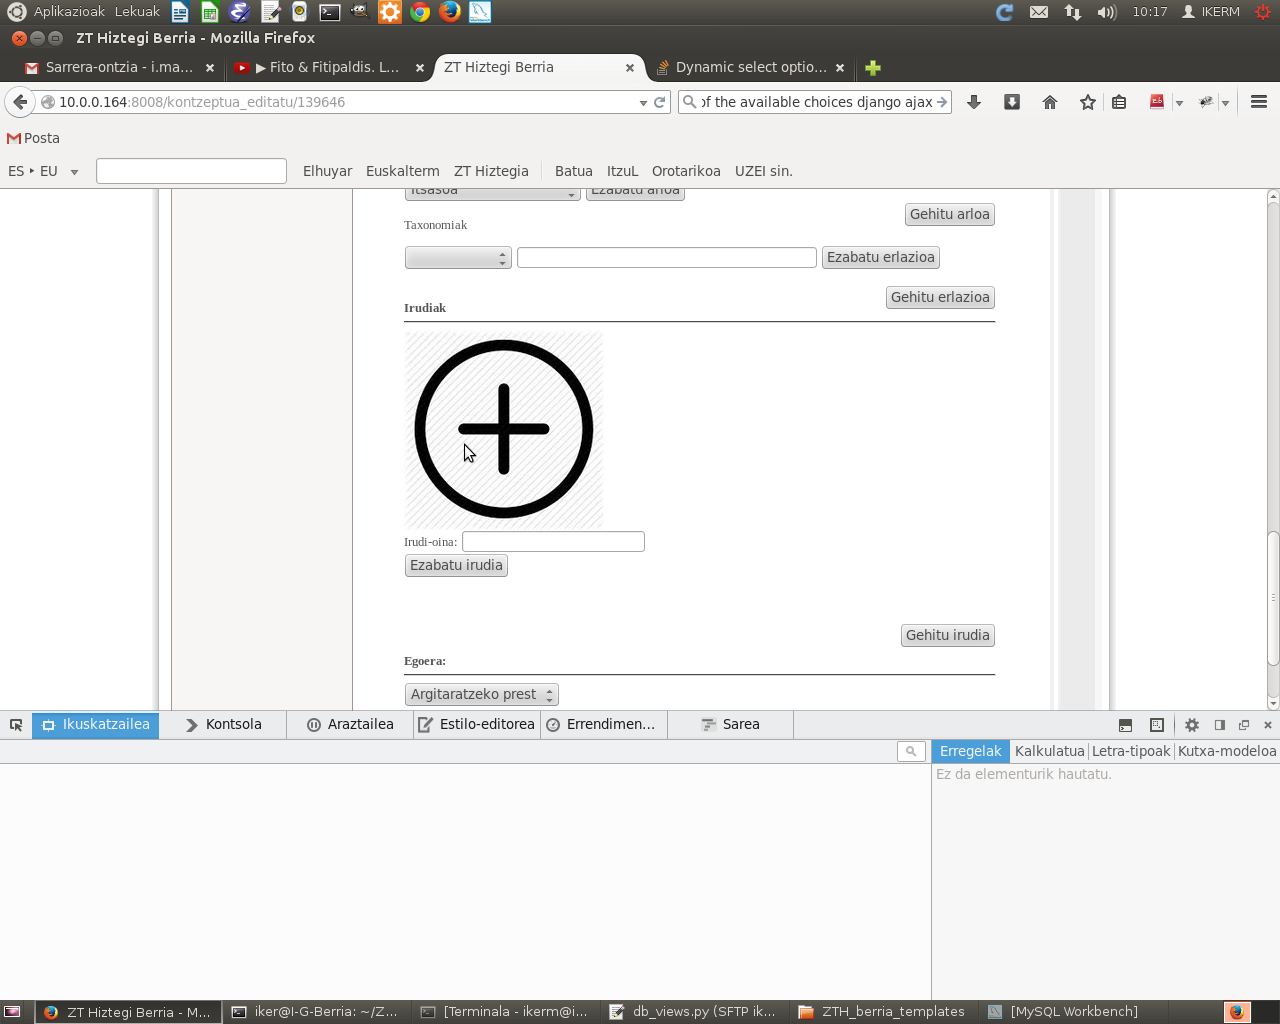 Aplikazioak Lekuak 10:17 IKERM
ZT Hiztegi Berria - Mozilla Firefox
Sarrera-ontzia - i.ma... ▶ Fito & Fitipaldis. L... ZT Hiztegi Berria Dynamic select optio...
10.0.0.164:8008/kontzeptua_editatu/139646 of the available choices django ajax
Posta
ES ▸ EU Elhuyar Euskalterm ZT Hiztegia Batua ItzuL Orotarikoa UZEI sin.
Itsasoa Ezabatu arloa
Gehitu arloa
Taxonomiak
Ezabatu erlazioa
Gehitu erlazioa
Irudiak
Irudi-oina:
Ezabatu irudia
Gehitu irudia
Egoera:
Argitaratzeko prest
Ikuskatzailea Kontsola Araztailea Estilo-editorea Errendimen... Sarea
Erregelak Kalkulatua Letra-tipoak Kutxa-modeloa
Ez da elementurik hautatu.
ZT Hiztegi Berria - M... iker@I-G-Berria: ~/Z... [Terminala - ikerm@i... db_views.py (SFTP ik... ZTH_berria_templates [MySQL Workbench]